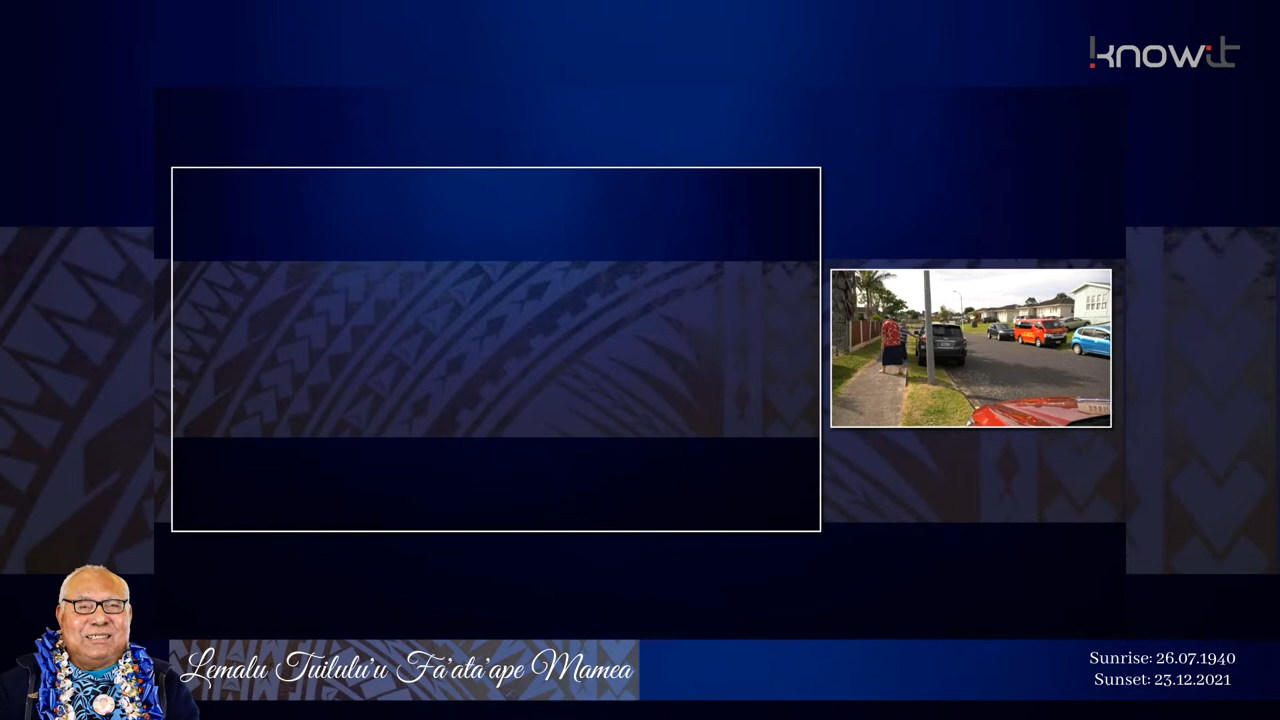 knowit
Lemalu Tuilulu'u Fa'ata'ape Mamea
Sunrise: 26.07.1940
Sunset: 23.12.2021